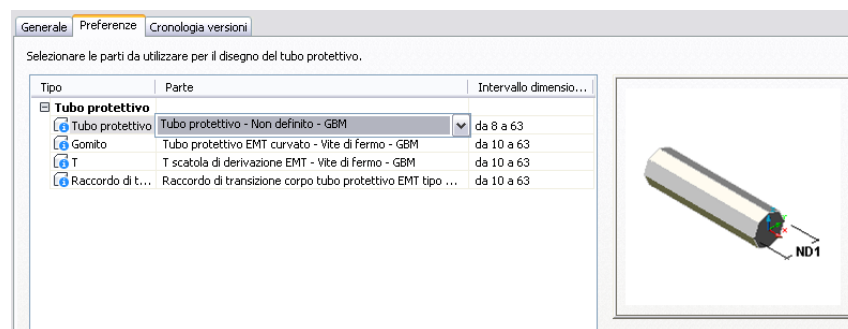 Generale Preferenze Cronologia versioni
Selezionare le parti da utilizzare per il disegno del tubo protettivo.
Tipo Parte Intervallo dimensio...
Tubo protettivo
Tubo protettivo Tubo protettivo - Non definito - GBM da 8 a 63
Gomito Tubo protettivo EMT curvato - Vite di fermo - GBM da 10 a 63
T T scatola di derivazione EMT - Vite di fermo - GBM da 10 a 63
Raccordo di t... Raccordo di transizione corpo tubo protettivo EMT tipo ... da 10 a 63
ND1